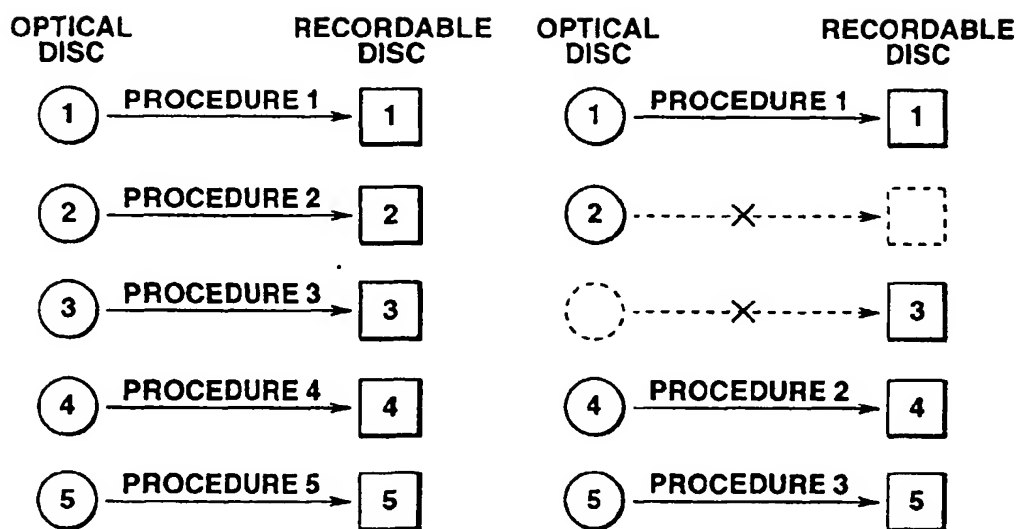 OPTICAL DISC
RECORDABLE DISC
1 PROCEDURE 1 1
2 PROCEDURE 2 2
3 PROCEDURE 3 3
4 PROCEDURE 4 4
5 PROCEDURE 5 5
OPTICAL DISC
RECORDABLE DISC
1 PROCEDURE 1 1
2
3
4 PROCEDURE 2 4
5 PROCEDURE 3 5